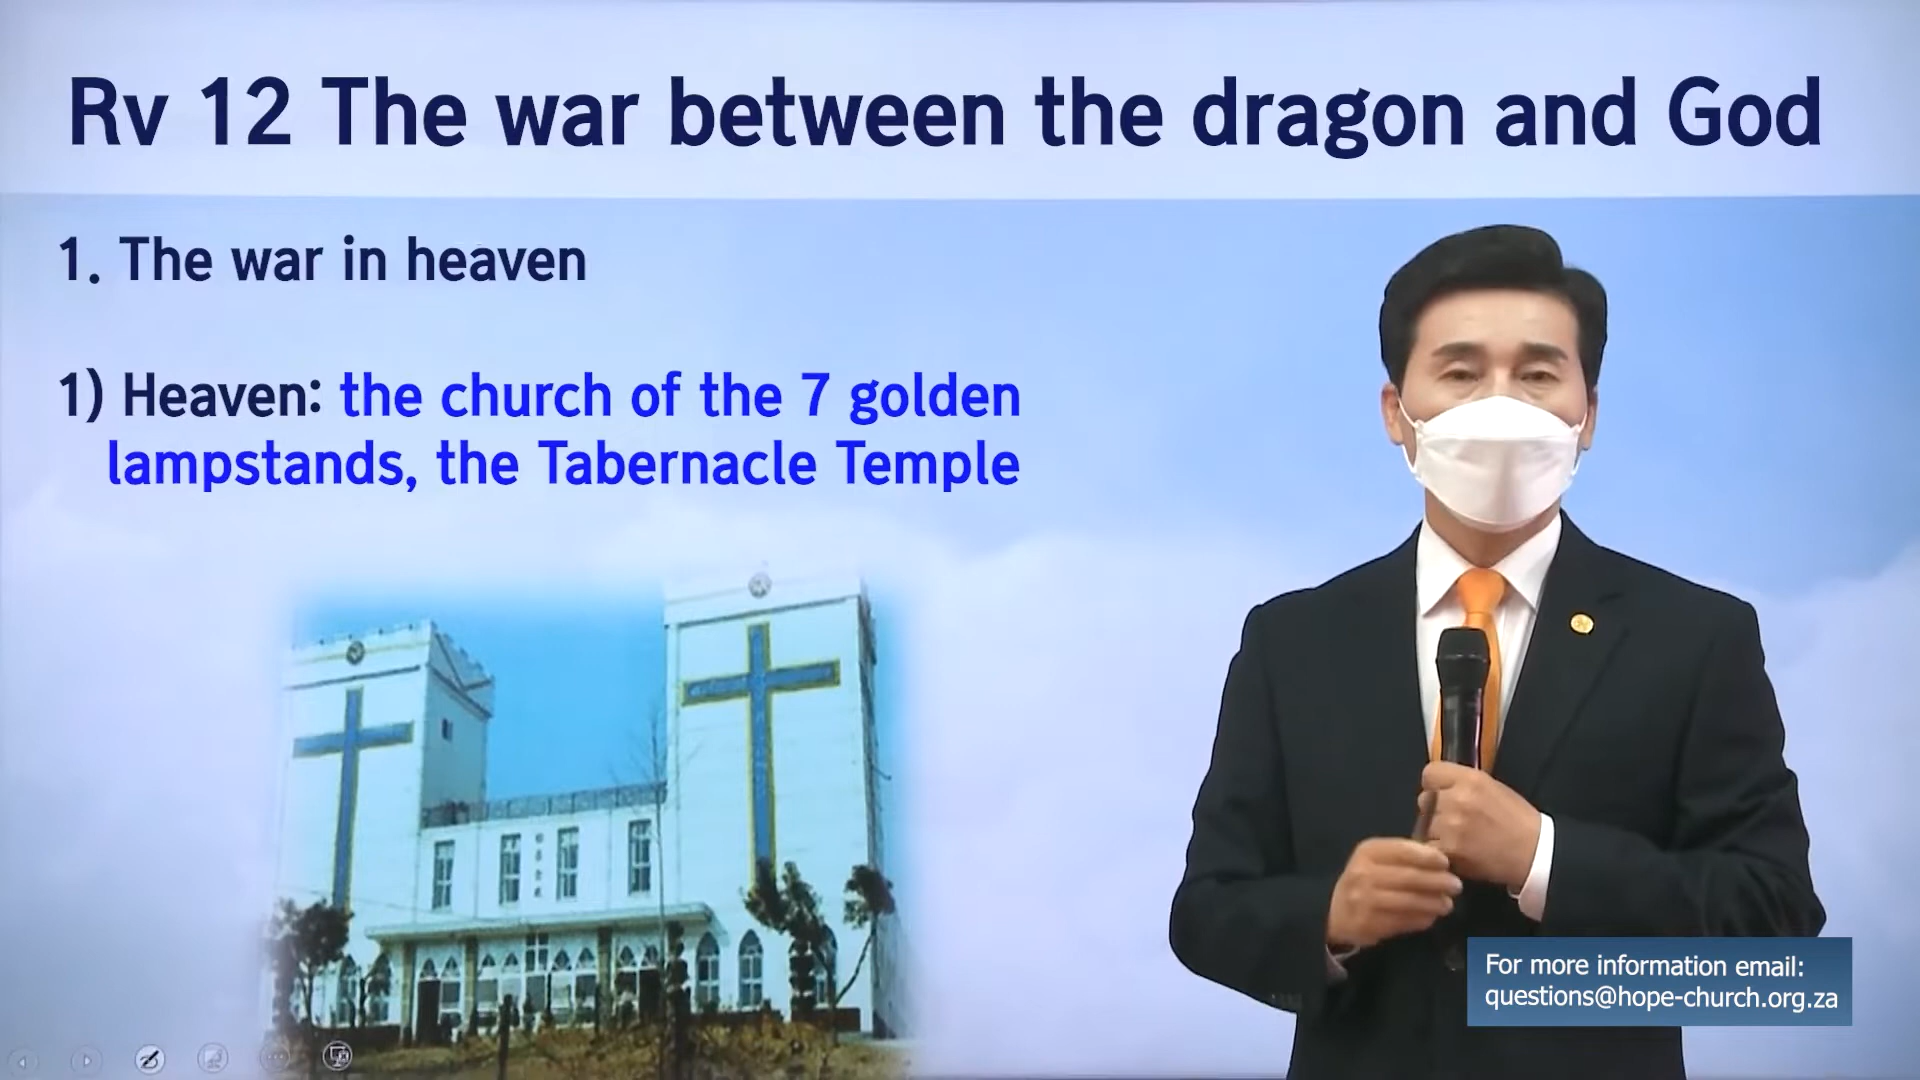 Rv 12 The war between the dragon and God
1. The war in heaven
1) Heaven: the church of the 7 golden
lampstands, the Tabernacle Temple
For more information email:
questions@hope-church.org.za